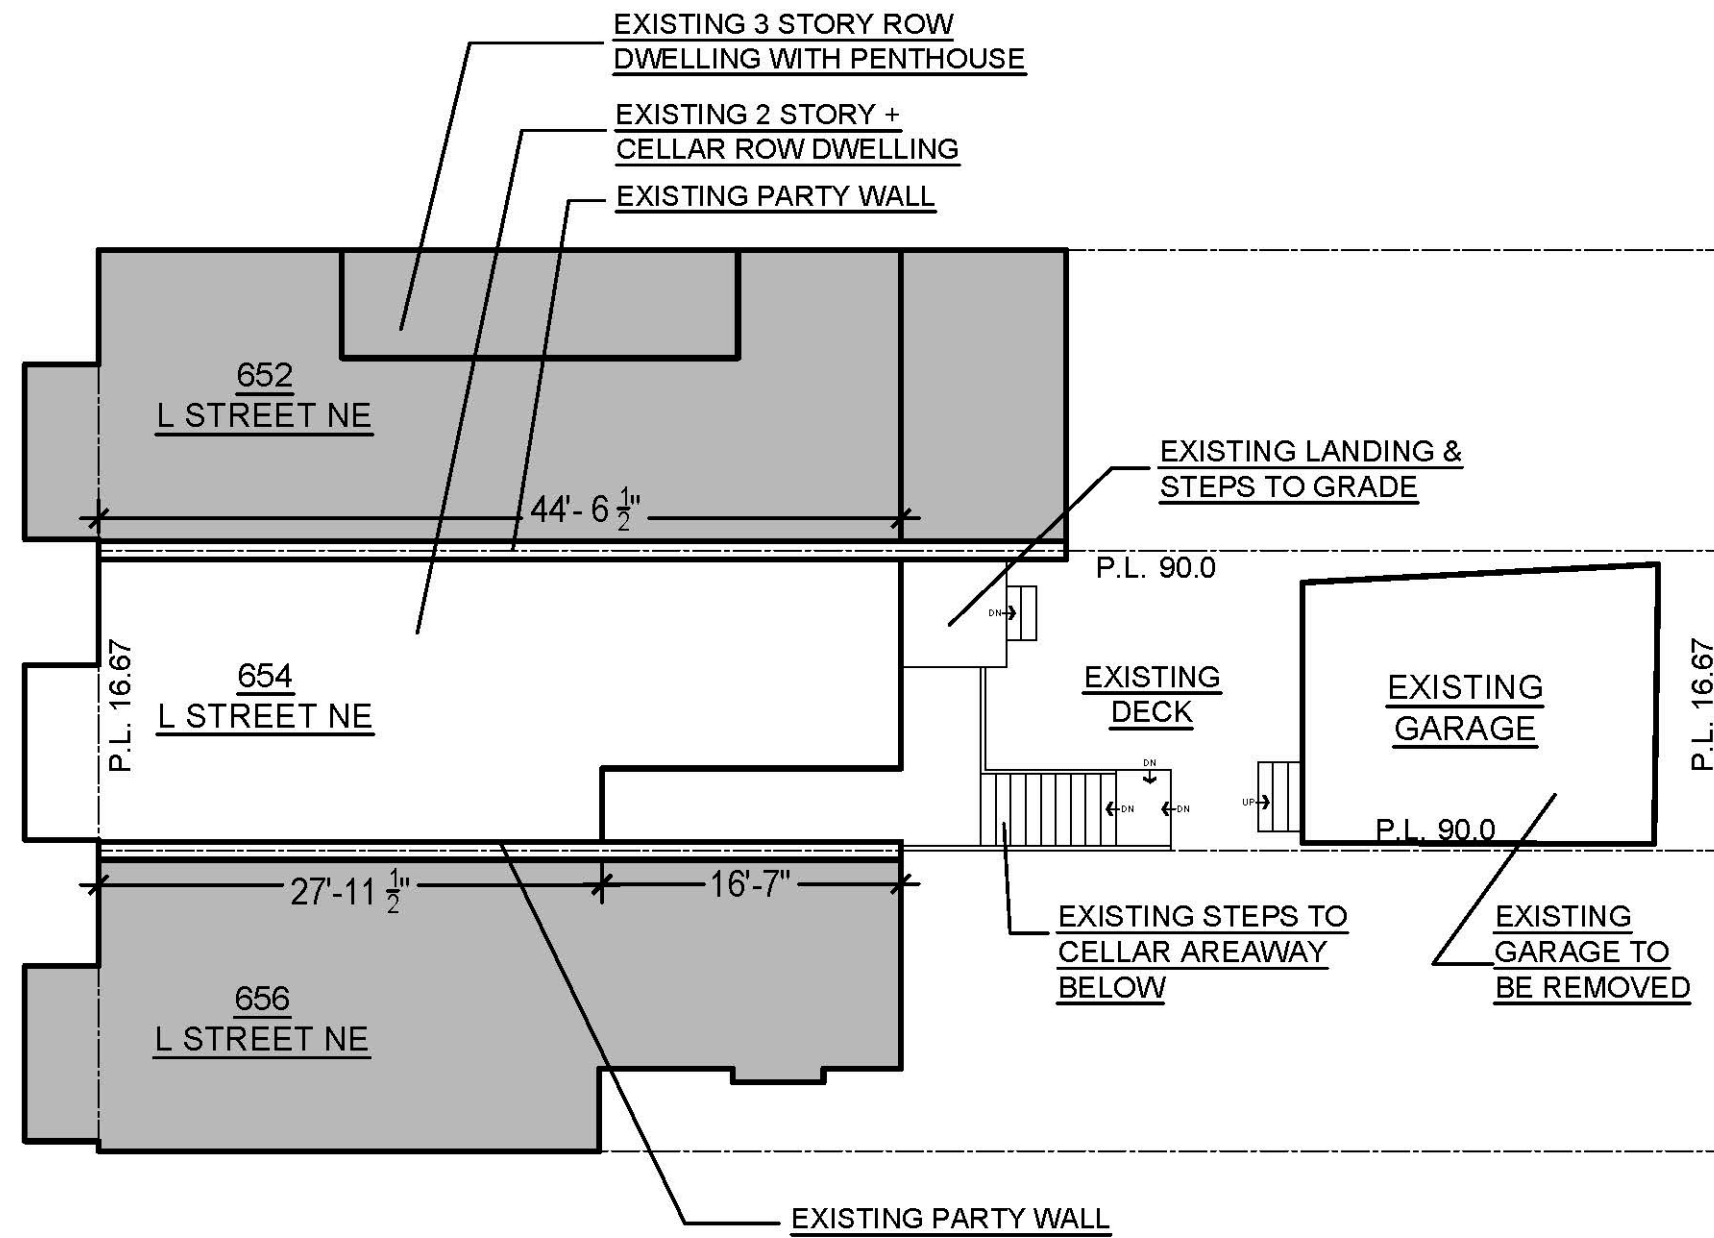 EXISTING 3 STORY ROW
DWELLING WITH PENTHOUSE
EXISTING 2 STORY +
CELLAR ROW DWELLING
EXISTING PARTY WALL
652
L STREET NE
EXISTING LANDING &
STEPS TO GRADE
44'- 6 1/2"
P.L. 90.0
DN
P.L. 16.67
654
L STREET NE
EXISTING
DECK
EXISTING
GARAGE
P.L. 16.67
DN
DN
DN
UP
P.L. 90.0
27'-11 1/2"
16'-7"
EXISTING STEPS TO
CELLAR AREAWAY
BELOW
EXISTING
GARAGE TO
BE REMOVED
656
L STREET NE
EXISTING PARTY WALL